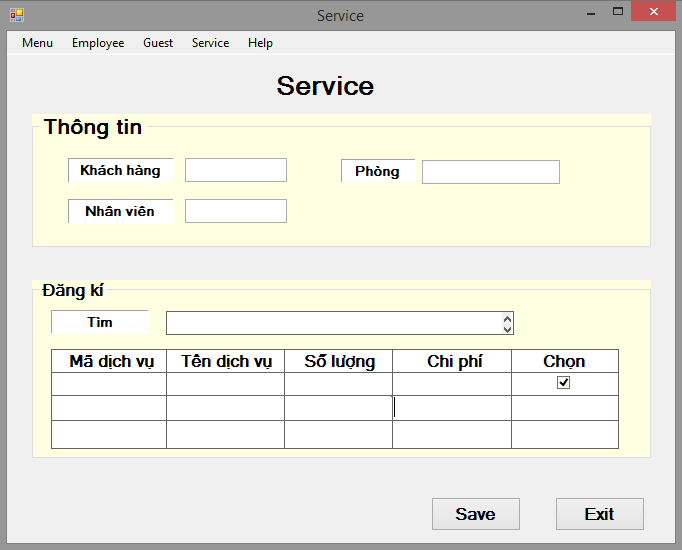 Service
Menu Employee Guest Service Help
Service
Thông tin
Khách hàng Phòng
Nhân viên
Đăng kí
Tìm
Mã dịch vụ Tên dịch vụ Số lượng Chi phí Chọn
Save Exit